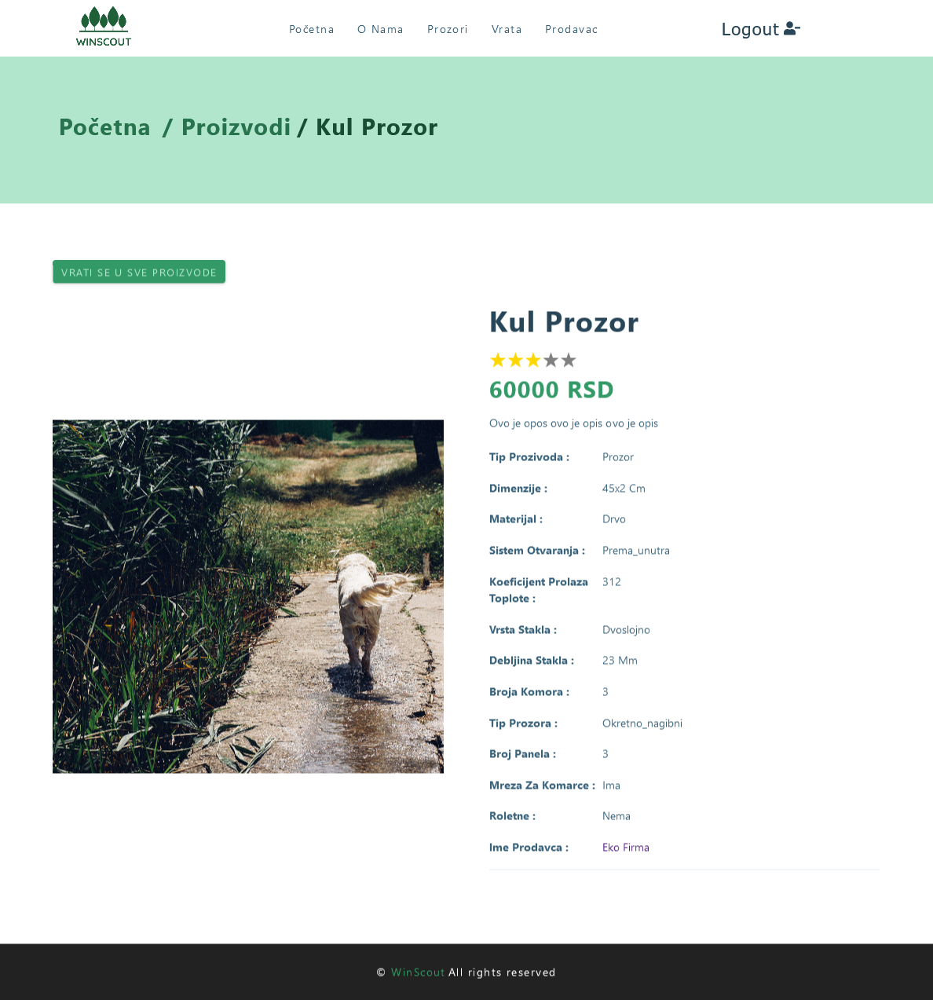 WINSCOUT
Početna O Nama Prozori Vrata Prodavac
Logout
Početna / Proizvodi / Kul Prozor
VRATI SE U SVE PROIZVODE
Kul Prozor
60000 RSD
Ovo je opos ovo je opis ovo je opis
Tip Prozivoda : Prozor
Dimenzije : 45x2 Cm
Materijal : Drvo
Sistem Otvaranja : Prema_unutra
Koeficijent Prolaza 312
Toplote :
Vrsta Stakla : Dvoslojno
Debljina Stakla : 23 Mm
Broja Komora : 3
Tip Prozora : Okretno_nagibni
Broj Panela : 3
Mreza Za Komarce : Ima
Roletne : Nema
Ime Prodavca : Eko Firma
© WinScout All rights reserved